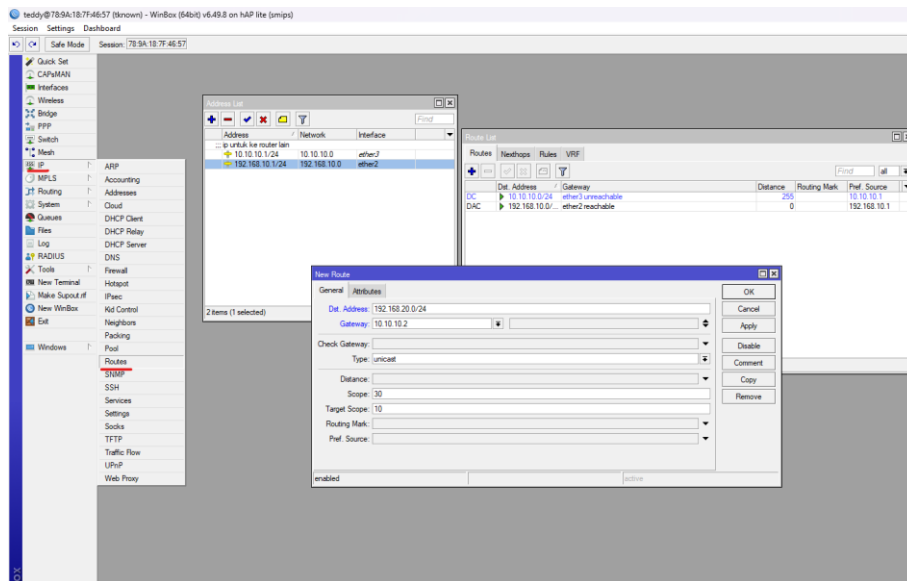 teddy@78:9A:18:7F:46:57 (tknown) - WinBox (64bit) v6.49.8 on hAP lite (smips)
Session Settings Dashboard
Safe Mode Session: 78:9A:18:7F:46:57
Quick Set
CAPsMAN
Interfaces
Wireless
Bridge
PPP
Switch
Mesh
IP
MPLS
Routing
System
Queues
Files
Log
RADIUS
Tools
New Terminal
Make Supout.rif
New WinBox
Exit
Windows
ARP
Accounting
Addresses
Cloud
DHCP Client
DHCP Relay
DHCP Server
DNS
Firewall
Hotspot
IPsec
Kid Control
Neighbors
Packing
Pool
Routes
SNMP
SSH
Services
Settings
Socks
TFTP
Traffic Flow
UPnP
Web Proxy
Address List
Find
Address Network Interface
;;; ip untuk ke router lain
10.10.10.1/24 10.10.10.0 ether3
192.168.10.1/24 192.168.10.0 ether2
2 items (1 selected)
Route List
Routes Nexthops Rules VRF
Find all
Dst. Address Gateway Distance Routing Mark Pref. Source
DC 10.10.10.0/24 ether3 unreachable 255 10.10.10.1
DAC 192.168.10.0/... ether2 reachable 0 192.168.10.1
New Route
General Attributes
Dst. Address: 192.168.20.0/24
Gateway: 10.10.10.2
Check Gateway:
Type: unicast
Distance:
Scope: 30
Target Scope: 10
Routing Mark:
Pref. Source:
OK
Cancel
Apply
Disable
Comment
Copy
Remove
enabled active